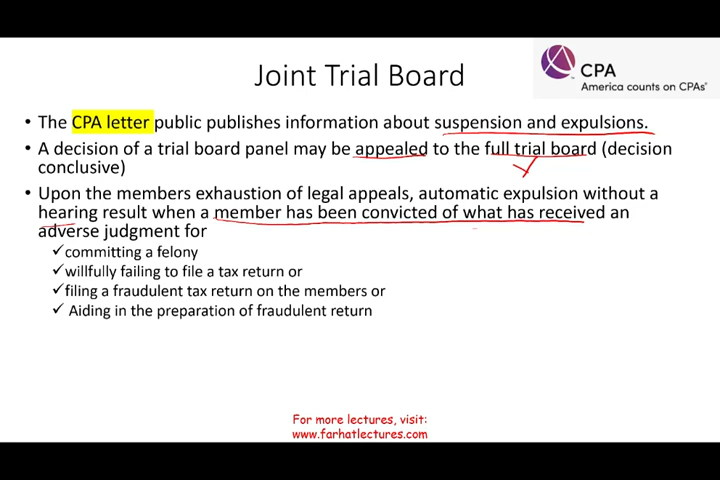 Joint Trial Board
CPA
America counts on CPAs®
• The CPA letter public publishes information about suspension and expulsions.
• A decision of a trial board panel may be appealed to the full trial board (decision
conclusive)
• Upon the members exhaustion of legal appeals, automatic expulsion without a
hearing result when a member has been convicted of what has received an
adverse judgment for
✓committing a felony
✓willfully failing to file a tax return or
✓filing a fraudulent tax return on the members or
✓ Aiding in the preparation of fraudulent return
For more lectures, visit:
www.farhatlectures.com